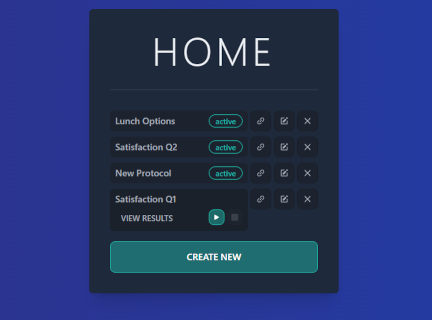 HOME
Lunch Options active
Satisfaction Q2 active
New Protocol active
Satisfaction Q1
VIEW RESULTS
CREATE NEW